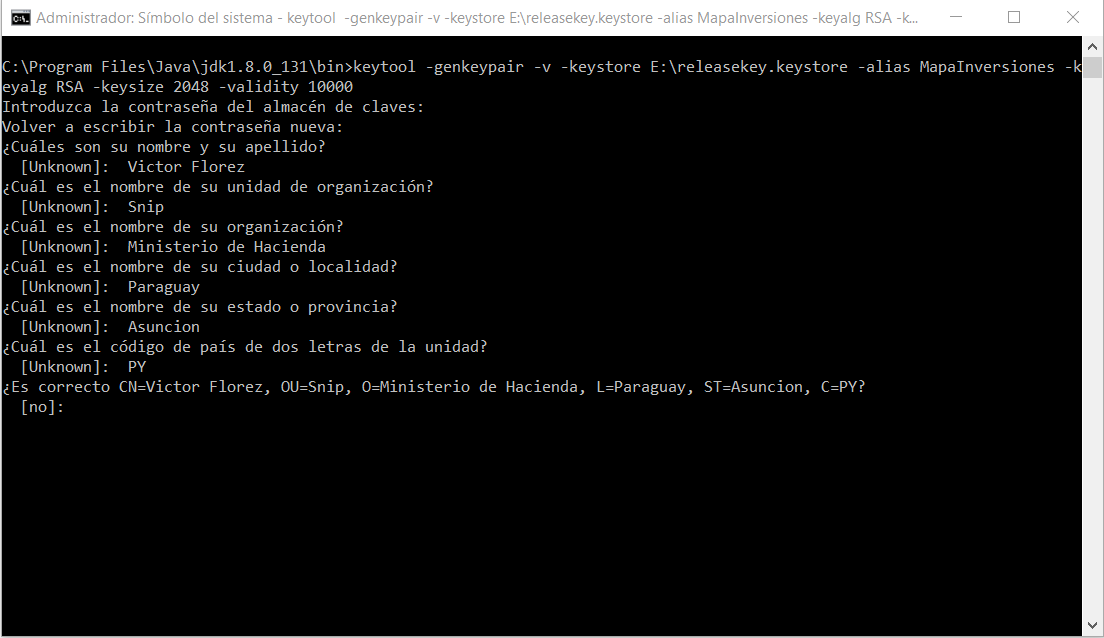 Administrador: Símbolo del sistema - keytool  -genkeypair -v -keystore E:\releasekey.keystore -alias MapaInversiones -keyalg RSA -k...
C:\Program Files\Java\jdk1.8.0_131\bin>keytool -genkeypair -v -keystore E:\releasekey.keystore -alias MapaInversiones -k
eyalg RSA -keysize 2048 -validity 10000
Introduzca la contraseña del almacén de claves:
Volver a escribir la contraseña nueva:
¿Cuáles son su nombre y su apellido?
  [Unknown]:  Victor Florez
¿Cuál es el nombre de su unidad de organización?
  [Unknown]:  Snip
¿Cuál es el nombre de su organización?
  [Unknown]:  Ministerio de Hacienda
¿Cuál es el nombre de su ciudad o localidad?
  [Unknown]:  Paraguay
¿Cuál es el nombre de su estado o provincia?
  [Unknown]:  Asuncion
¿Cuál es el código de país de dos letras de la unidad?
  [Unknown]:  PY
¿Es correcto CN=Victor Florez, OU=Snip, O=Ministerio de Hacienda, L=Paraguay, ST=Asuncion, C=PY?
  [no]: